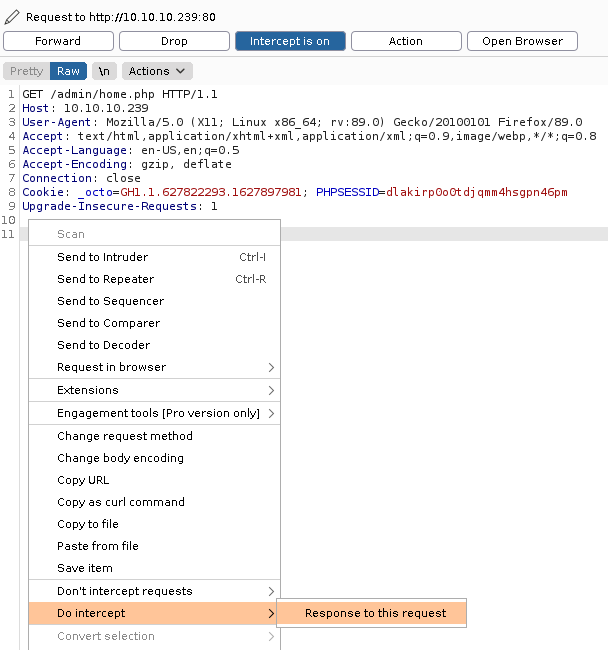 Request to http://10.10.10.239:80
Forward Drop Intercept is on Action Open Browser
Pretty Raw \n Actions
1 GET /admin/home.php HTTP/1.1
2 Host: 10.10.10.239
3 User-Agent: Mozilla/5.0 (X11; Linux x86_64; rv:89.0) Gecko/20100101 Firefox/89.0
4 Accept: text/html,application/xhtml+xml,application/xml;q=0.9,image/webp,*/*;q=0.8
5 Accept-Language: en-US,en;q=0.5
6 Accept-Encoding: gzip, deflate
7 Connection: close
8 Cookie: _octo=GH1.1.627822293.1627897981; PHPSESSID=dlakirp0o0tdjqmm4hsgpn46pm
9 Upgrade-Insecure-Requests: 1
10
11
Scan
Send to Intruder Ctrl-I
Send to Repeater Ctrl-R
Send to Sequencer
Send to Comparer
Send to Decoder
Request in browser
Extensions
Engagement tools [Pro version only]
Change request method
Change body encoding
Copy URL
Copy as curl command
Copy to file
Paste from file
Save item
Don't intercept requests
Do intercept Response to this request
Convert selection